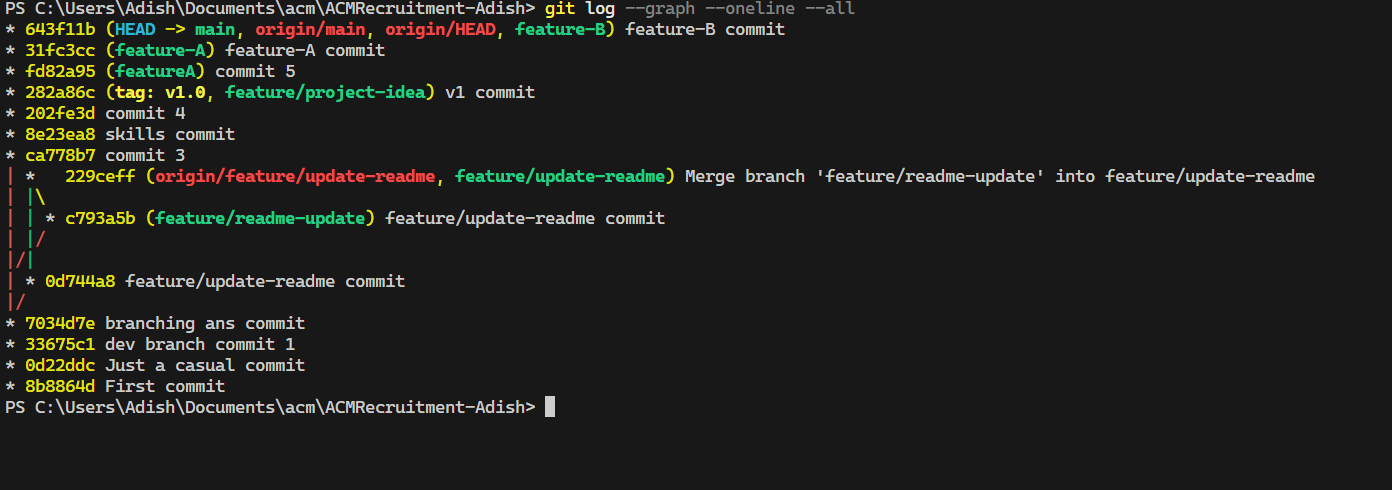 PS C:\Users\Adish\Documents\acm\ACMRecruitment-Adish> git log --graph --oneline --all
* 643f11b (HEAD -> main, origin/main, origin/HEAD, feature-B) feature-B commit
* 31fc3cc (feature-A) feature-A commit
* fd82a95 (featureA) commit 5
* 282a86c (tag: v1.0, feature/project-idea) v1 commit
* 202fe3d commit 4
* 8e23ea8 skills commit
* ca778b7 commit 3
| *   229ceff (origin/feature/update-readme, feature/update-readme) Merge branch 'feature/readme-update' into feature/update-readme
| |\
| | * c793a5b (feature/readme-update) feature/update-readme commit
| |/
|/|
| * 0d744a8 feature/update-readme commit
|/
* 7034d7e branching ans commit
* 33675c1 dev branch commit 1
* 0d22ddc Just a casual commit
* 8b8864d First commit
PS C:\Users\Adish\Documents\acm\ACMRecruitment-Adish>